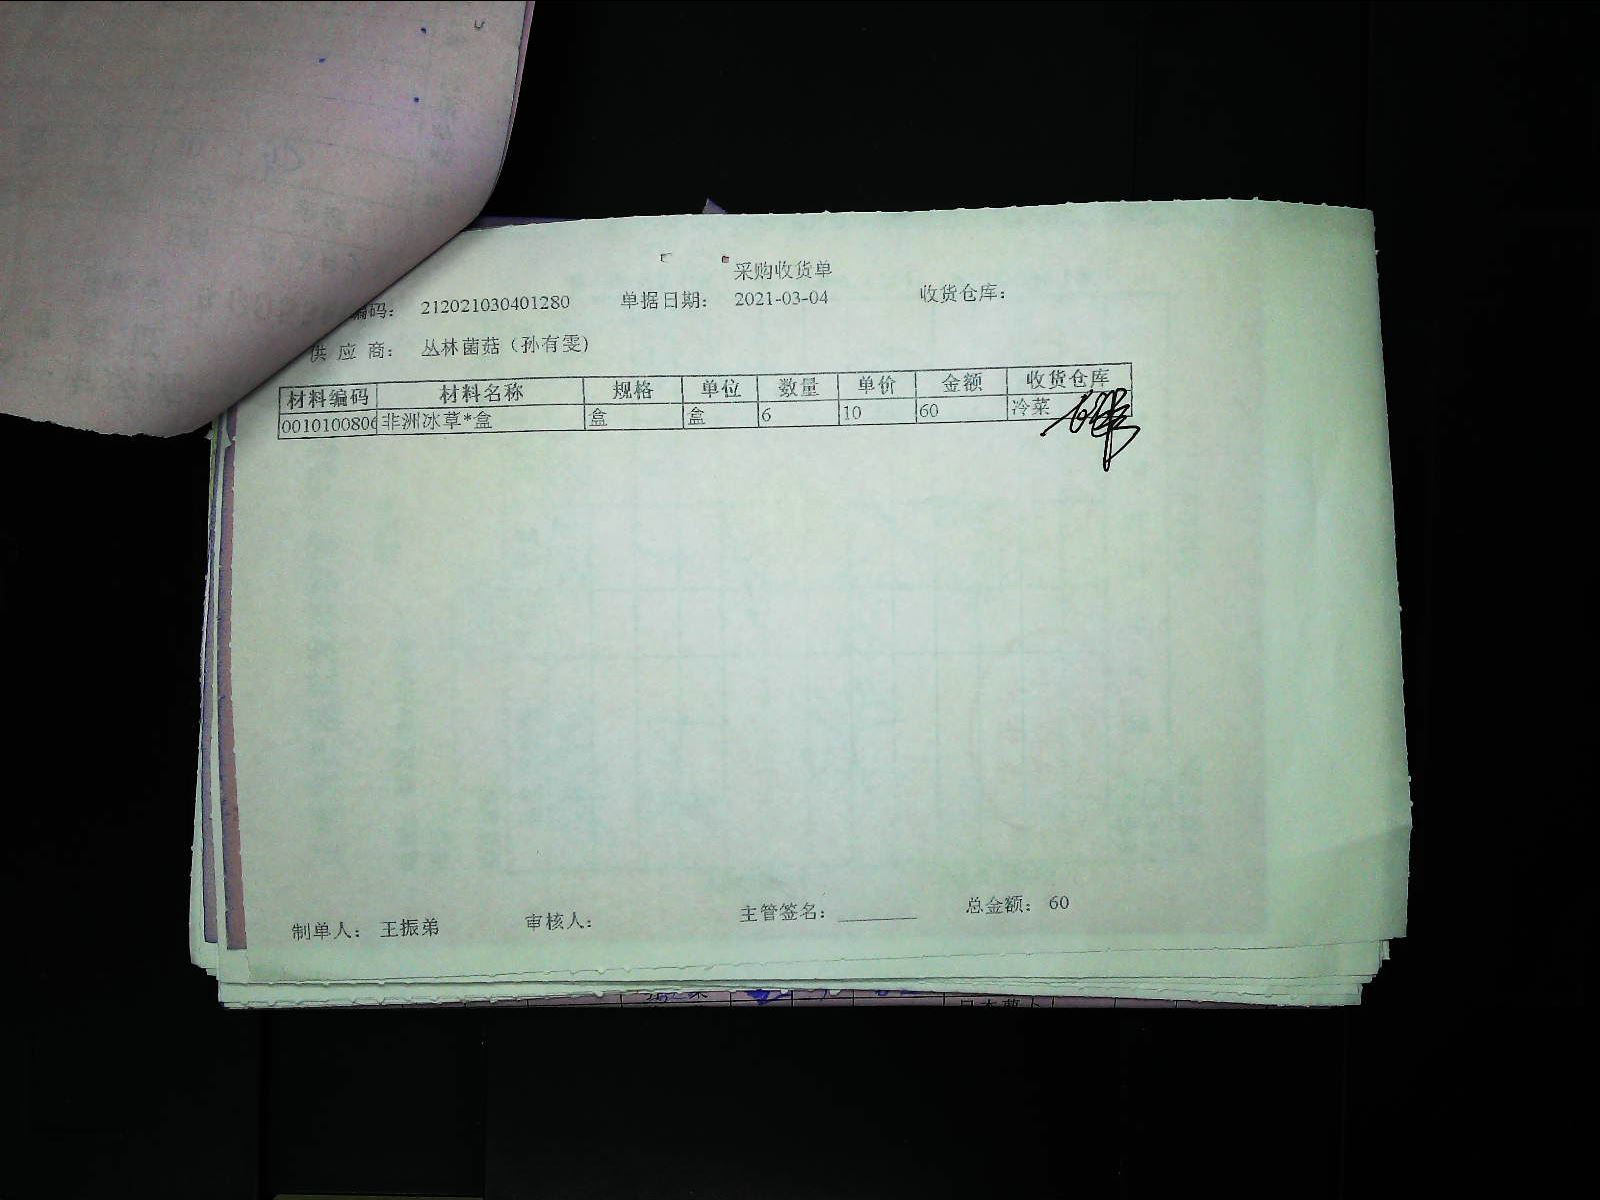 采购收货单
编码： 212021030401280 单据日期： 2021-03-04 收货仓库：
供 应 商： 丛林菌菇（孙有雯）
材料编码 材料名称 规格 单位 数量 单价 金额 收货仓库
0010100806 非洲冰草*盒 盒 盒 6 10 60 冷菜
制单人： 王振弟 审核人： 主管签名： ________ 总金额： 60